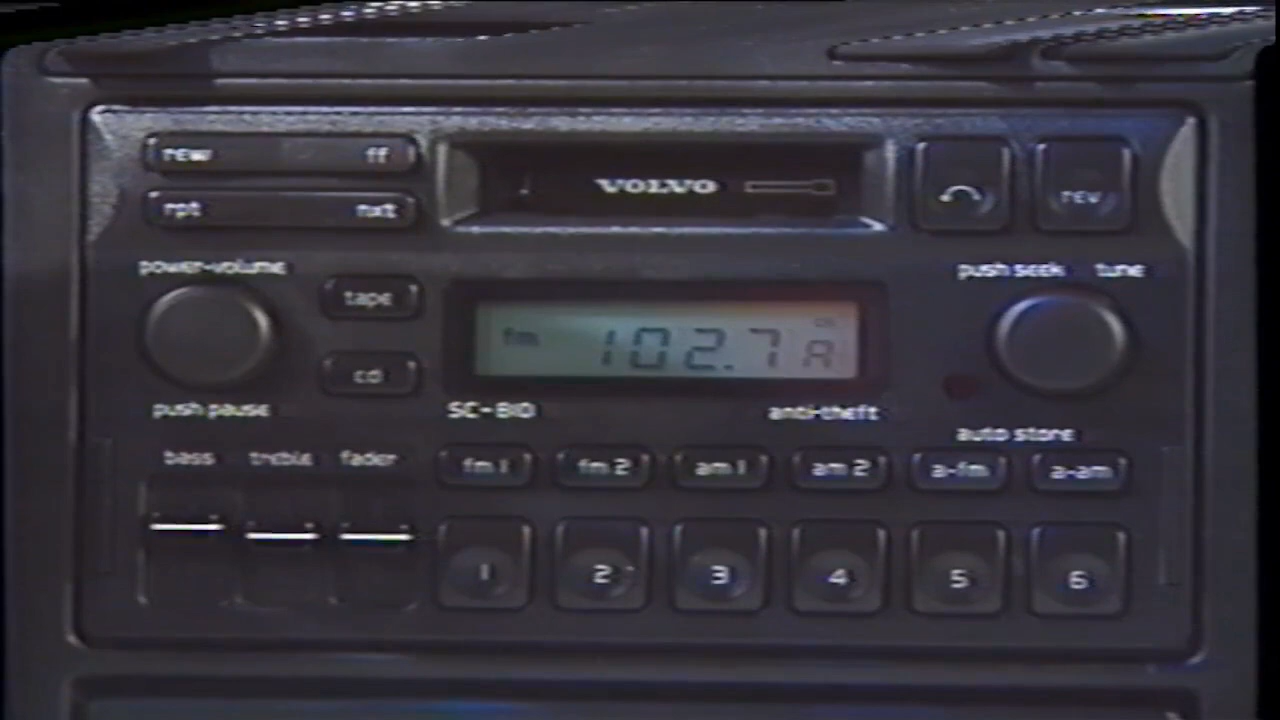 rew ff
VOLVO
rpt nxt
rev
power-volume
push seek tune
tape
fm 102.7 A
cd
push pause
SC-810 anti-theft
auto store
bass treble fader
fm 1 fm 2 am 1 am 2 a-fm a-am
1 2 3 4 5 6